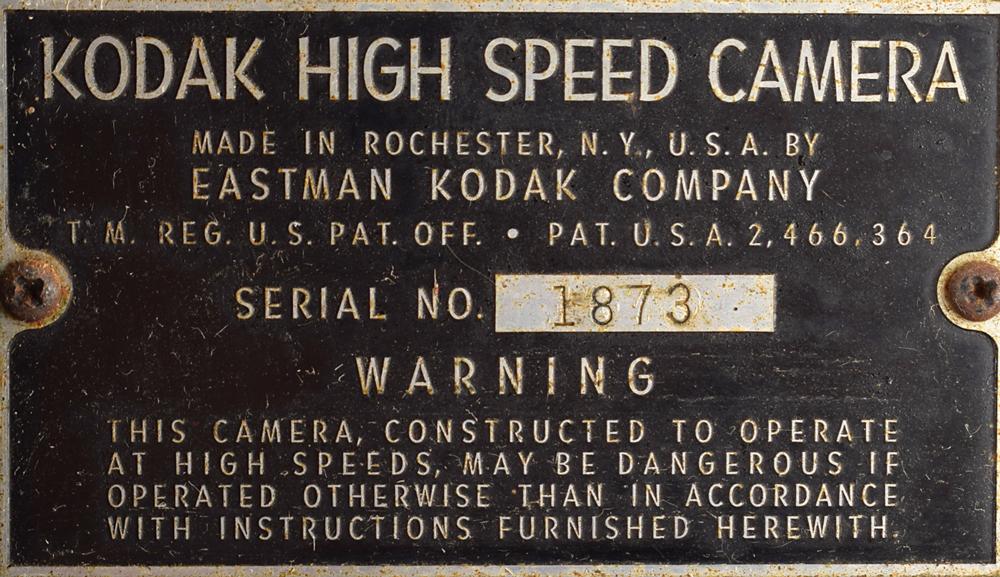 KODAK HIGH SPEED CAMERA
MADE IN ROCHESTER, N.Y., U.S.A. BY
EASTMAN KODAK COMPANY
T. M. REG. U.S. PAT. OFF. • PAT. U.S.A. 2,466,364
SERIAL NO. 1873
WARNING
THIS CAMERA, CONSTRUCTED TO OPERATE
AT HIGH SPEEDS, MAY BE DANGEROUS IF
OPERATED OTHERWISE THAN IN ACCORDANCE
WITH INSTRUCTIONS FURNISHED HEREWITH.